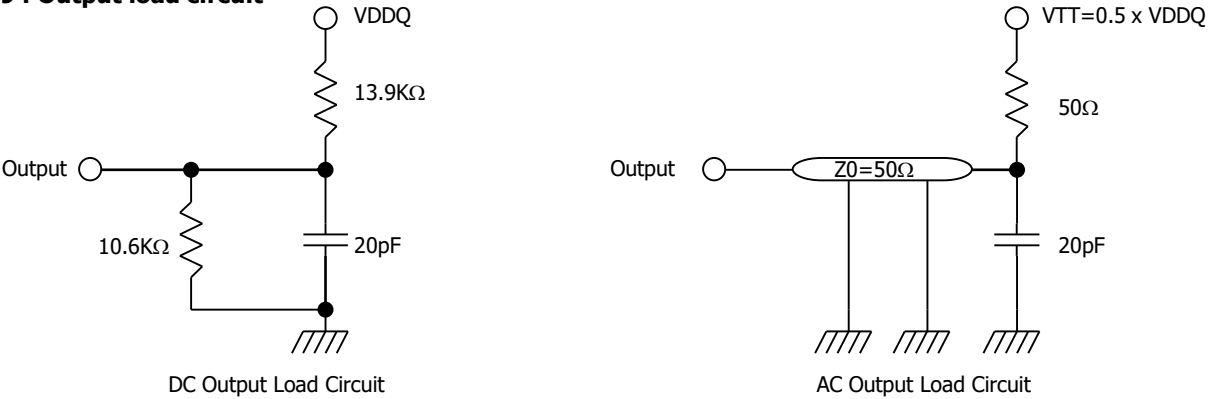 Output load circuit
VDDQ
13.9KΩ
Output
10.6KΩ
20pF
DC Output Load Circuit
VTT=0.5 x VDDQ
50Ω
Output
Z0=50Ω
20pF
AC Output Load Circuit